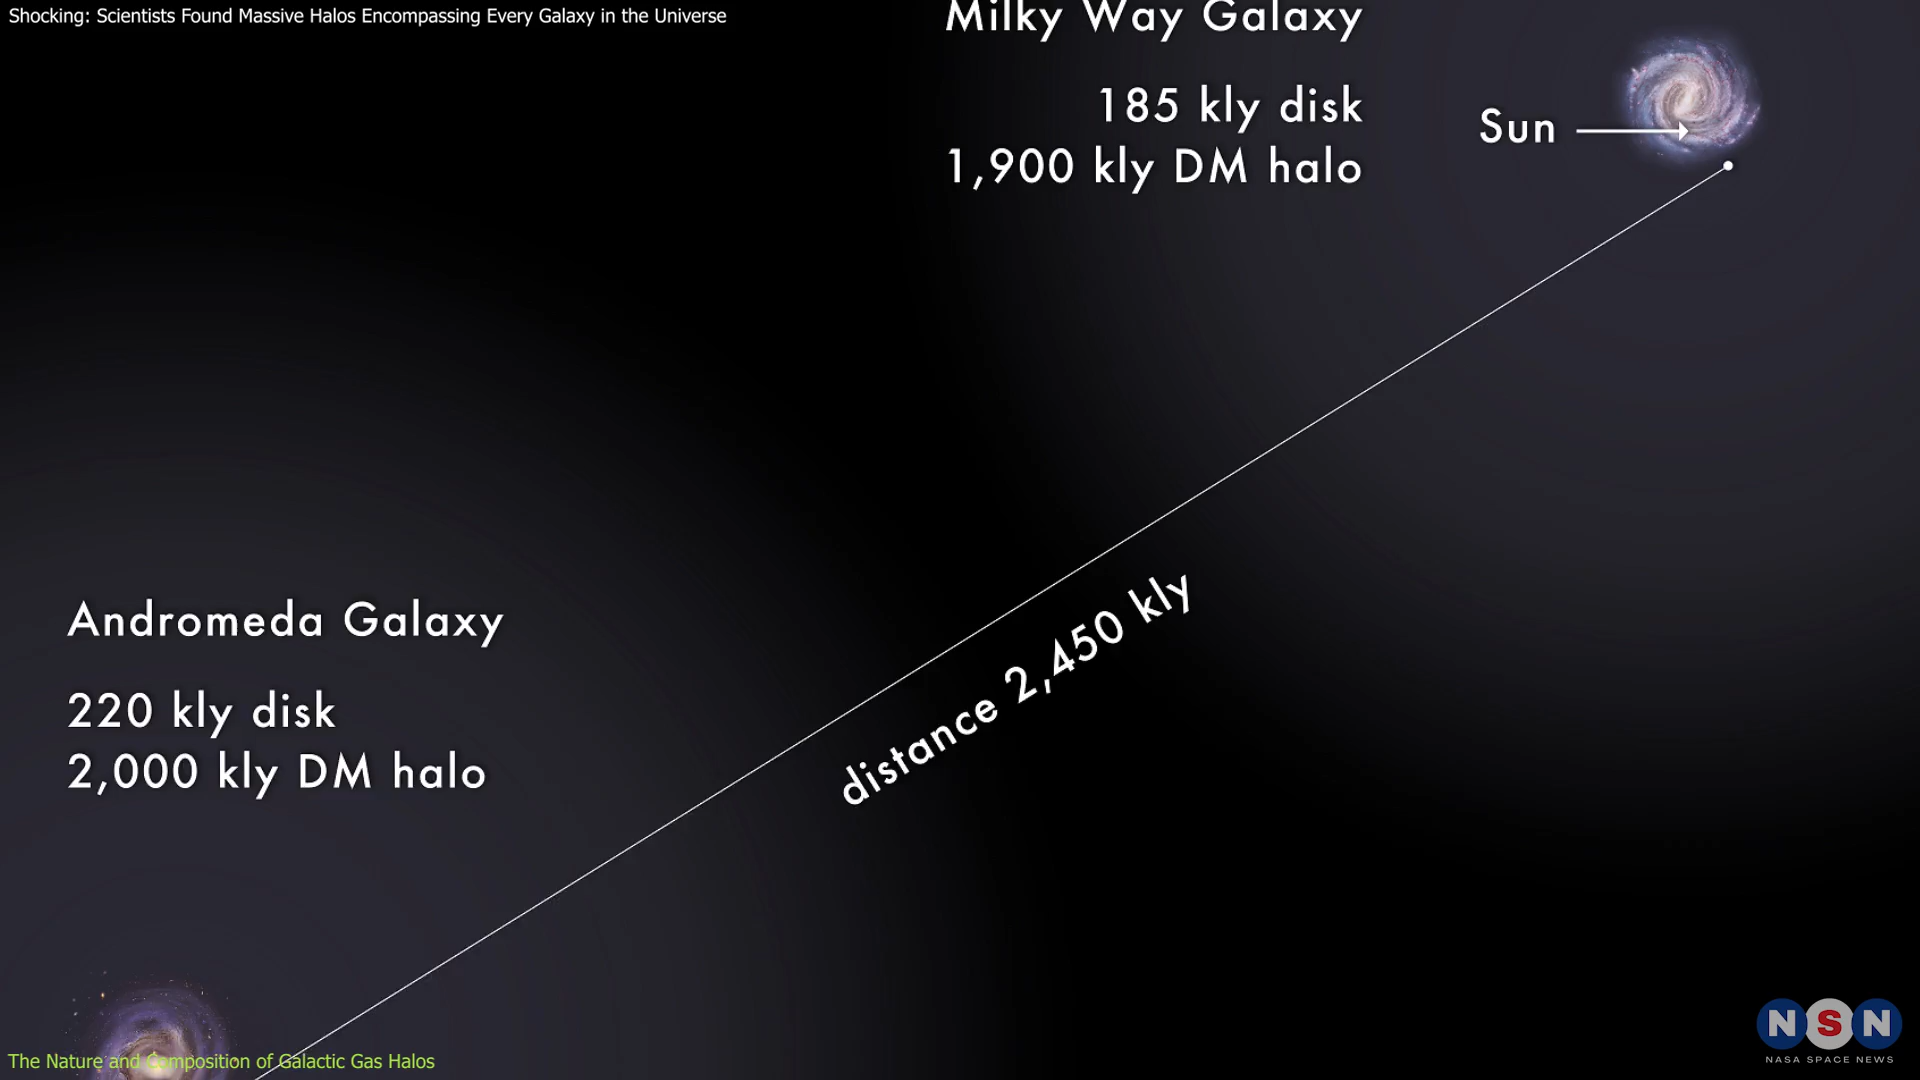 Shocking: Scientists Found Massive Halos Encompassing Every Galaxy in the Universe
Milky Way Galaxy
185 kly disk
1,900 kly DM halo
Sun
distance 2,450 kly
Andromeda Galaxy
220 kly disk
2,000 kly DM halo
The Nature and Composition of Galactic Gas Halos
NSN
NASA SPACE NEWS